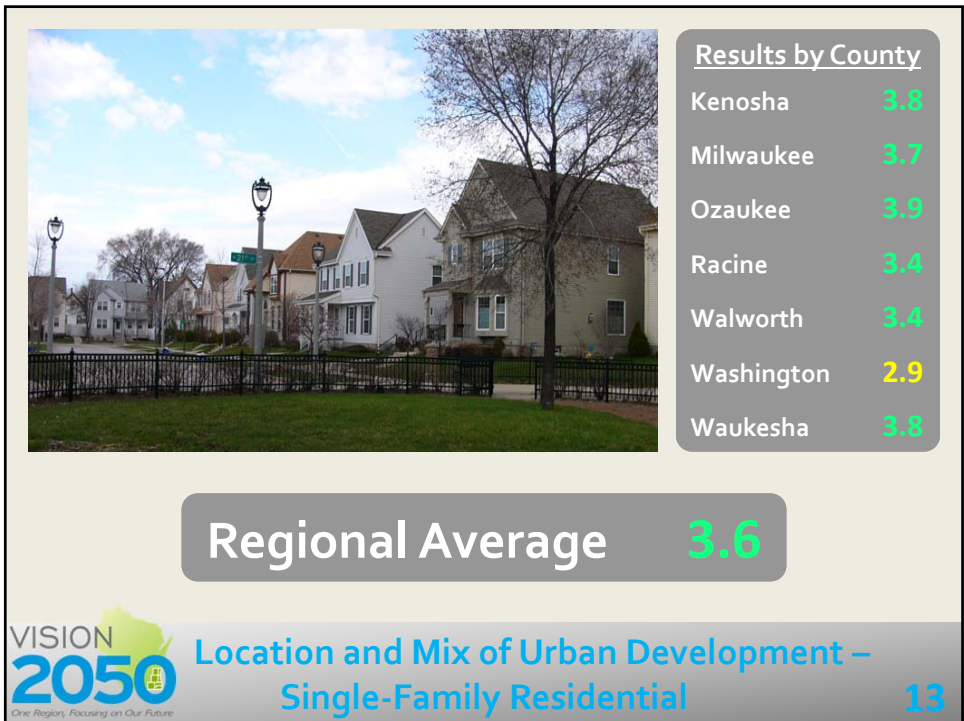 Results by County
Kenosha 3.8
Milwaukee 3.7
Ozaukee 3.9
Racine 3.4
Walworth 3.4
Washington 2.9
Waukesha 3.8
Regional Average 3.6
VISION
2050
One Region, Focusing on Our Future
Location and Mix of Urban Development –
Single-Family Residential
13